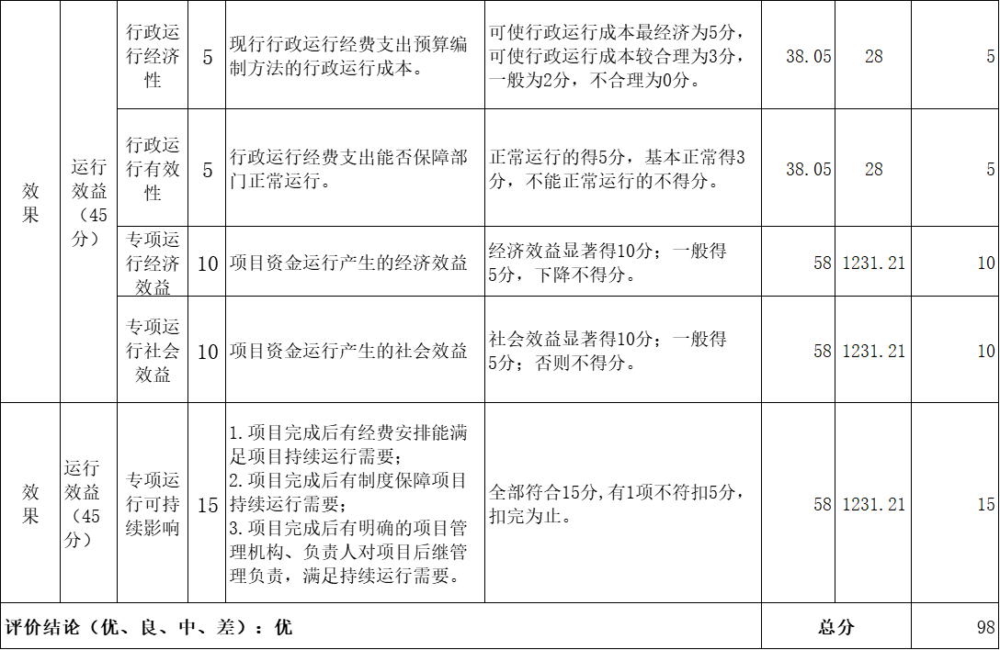 效
果
运行
效益
（45
分）
行政运
行经济
性
5
现行行政运行经费支出预算编
制方法的行政运行成本。
可使行政运行成本最经济为5分，
可使行政运行成本较合理为3分，
一般为2分，不合理为0分。
38.05
28
5
行政运
行有效
性
5
行政运行经费支出能否保障部
门正常运行。
正常运行的得5分，基本正常得3
分，不能正常运行的不得分。
38.05
28
5
专项运
行经济
效益
10
项目资金运行产生的经济效益
经济效益显著得10分；一般得
5分，下降不得分。
58
1231.21
10
专项运
行社会
效益
10
项目资金运行产生的社会效益
社会效益显著得10分；一般得
5分；否则不得分。
58
1231.21
10
效
果
运行
效益
（45
分）
专项运
行可持
续影响
15
1.项目完成后有经费安排能满
足项目持续运行需要；
2.项目完成后有制度保障项目
持续运行需要；
3.项目完成后有明确的项目管
理机构、负责人对项目后继管
理负责，满足持续运行需要。
全部符合15分,有1项不符扣5分，
扣完为止。
58
1231.21
15
评价结论（优、良、中、差）：优
总分
98